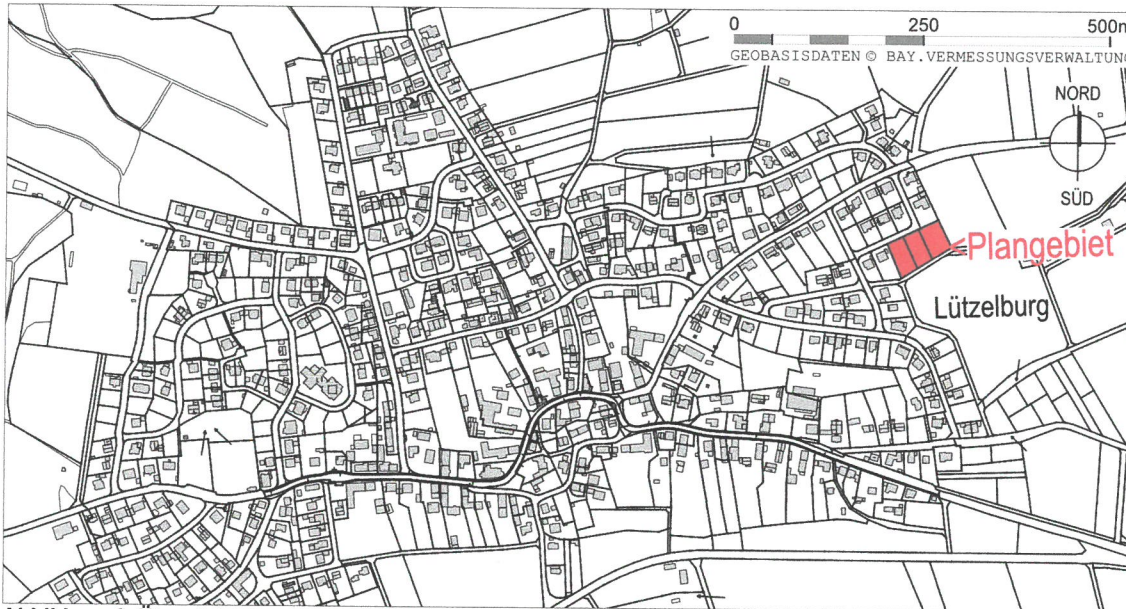 0 250 500m
GEOBASISDATEN © BAY.VERMESSUNGSVERWALTUNG
NORD
SÜD
Plangebiet
Lützelburg